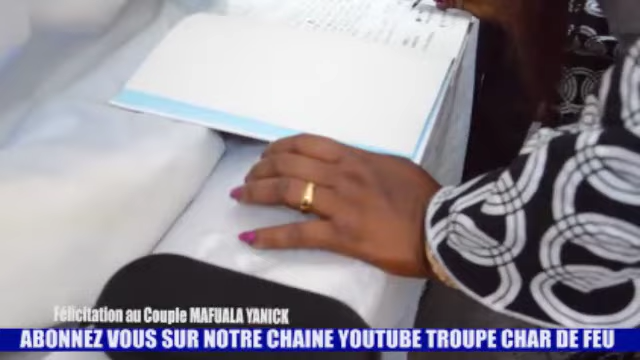 Félicitation au Couple MAFUALA YANICK
ABONNEZ VOUS SUR NOTRE CHAINE YOUTUBE TROUPE CHAR DE FEU